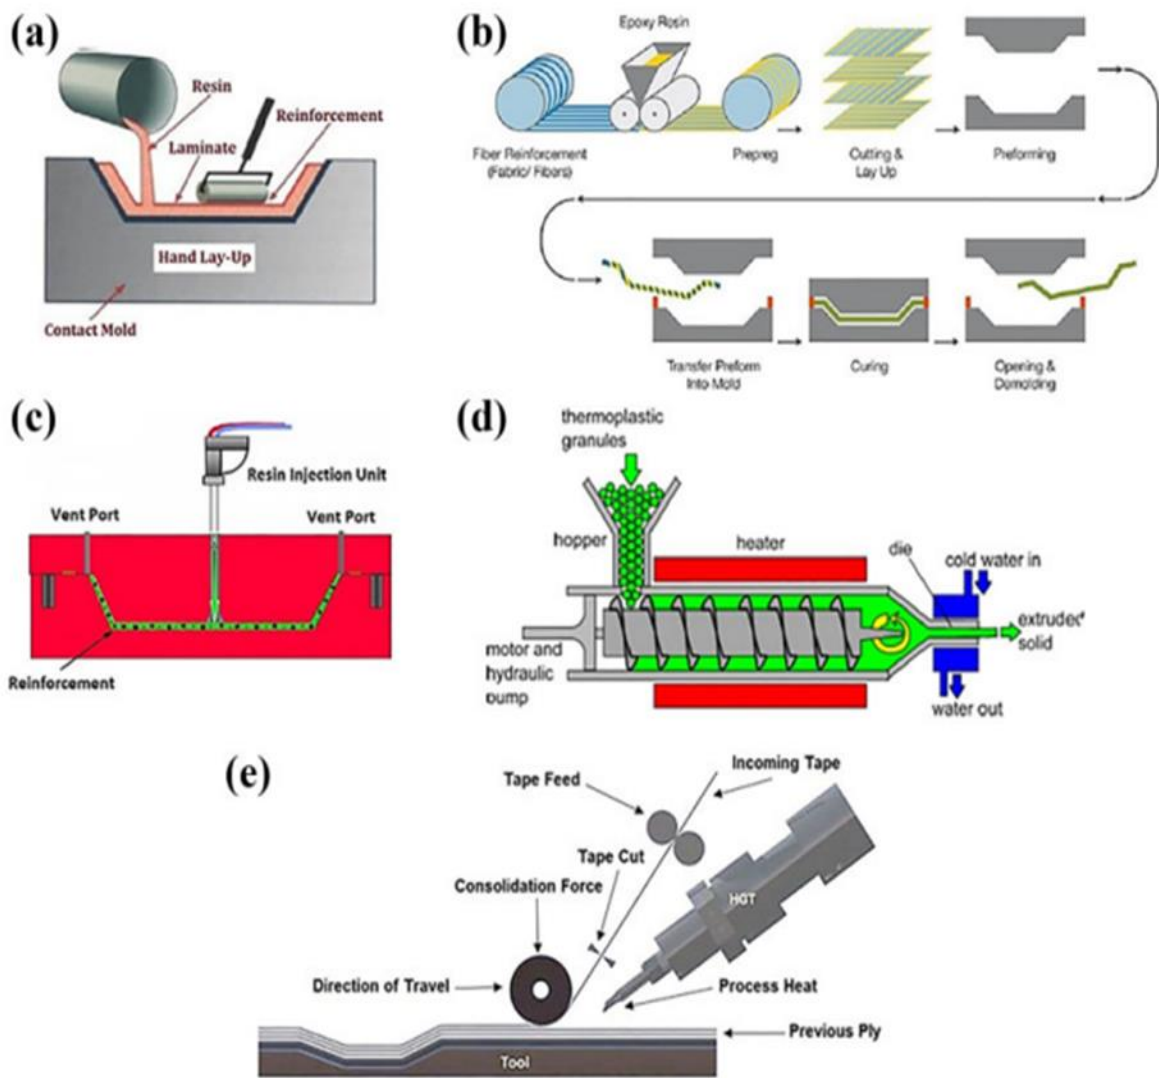 (a)
Resin
Reinforcement
Laminate
Hand Lay-Up
Contact Mold
(b)
Epoxy Resin
Fiber Reinforcement
(Fabric/ Fibers)
Prepreg
Cutting &
Lay Up
Preforming
Transfer Preform
Into Mold
Curing
Opening &
Demolding
(c)
Resin Injection Unit
Vent Port
Vent Port
Reinforcement
(d)
thermoplastic
granules
hopper
heater
die
cold water in
extruded
solid
motor and
hydraulic
pump
water out
(e)
Incoming Tape
Tape Feed
Tape Cut
Consolidation Force
HGT
Direction of Travel
Process Heat
Previous Ply
Tool